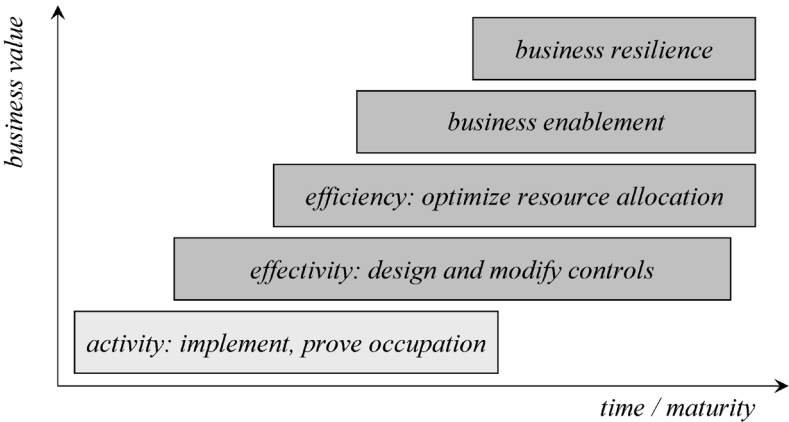 business value
business resilience
business enablement
efficiency: optimize resource allocation
effectivity: design and modify controls
activity: implement, prove occupation
time / maturity